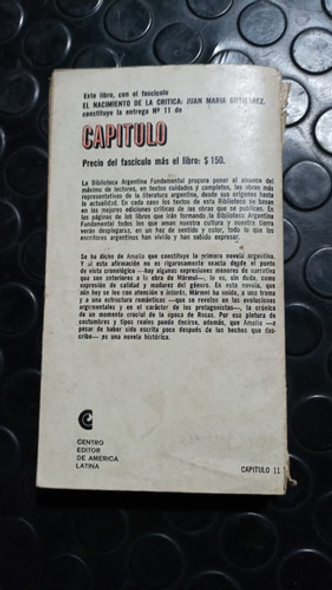 Este libro, con el fascículo
EL NACIMIENTO DE LA CRITICA: JUAN MARIA GUTIERREZ,
constituye la entrega Nº 11 de
CAPITULO
Precio del fascículo más el libro: $ 150.
La Biblioteca Argentina Fundamental procura poner al alcance del
máximo de lectores, en textos cuidados y completos, las obras más
representativas de la literatura argentina, desde sus orígenes hasta
la actualidad. En cada caso los textos de esta Biblioteca se basan
en las mejores ediciones críticas de las obras que se publican. En
las páginas de los libros que irán formando la Biblioteca Argentina
Fundamental todos los que aman nuestra cultura y nuestra tierra
verán desplegarse, en un haz de sentido y color, todo lo que los
escritores argentinos han vivido y han sabido expresar.
Se ha dicho de Amalia que constituye la primera novela argentina.
Y si esta afirmación no es rigurosamente exacta desde el punto
de vista cronológico —hay algunas expresiones menores de narrativa
que son anteriores a la obra de Mármol—, lo es, sin duda, como
expresión de calidad y madurez del género. En esta novela, que
aún hoy se lee con atención e interés, Mármol ha unido, a una trama
y a una estructura románticas —que se revelan en las evoluciones
argumentales y en el carácter de los protagonistas—, la crónica
de un momento crucial de la época de Rosas. Por esa pintura de
costumbres y tipos reales puede decirse, además, que Amalia —a
pesar de haber sido escrita poco después de los hechos que des-
cribe— es una novela histórica.
CENTRO
EDITOR
DE AMERICA
LATINA
CAPITULO 11